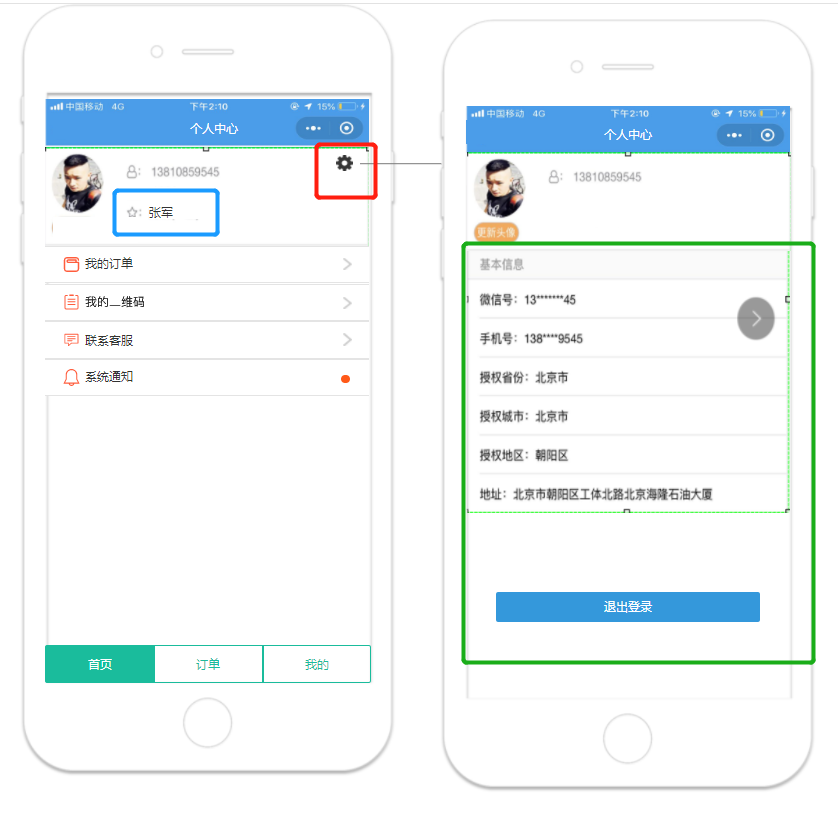 中国移动 4G 下午2:10 15%
个人中心
13810859545
张军
我的订单
我的二维码
联系客服
系统通知
首页 订单 我的
中国移动 4G 下午2:10 15%
个人中心
13810859545
更新头像
基本信息
微信号：13*******45
手机号：138****9545
授权省份：北京市
授权城市：北京市
授权地区：朝阳区
地址：北京市朝阳区工体北路北京海隆石油大厦
退出登录